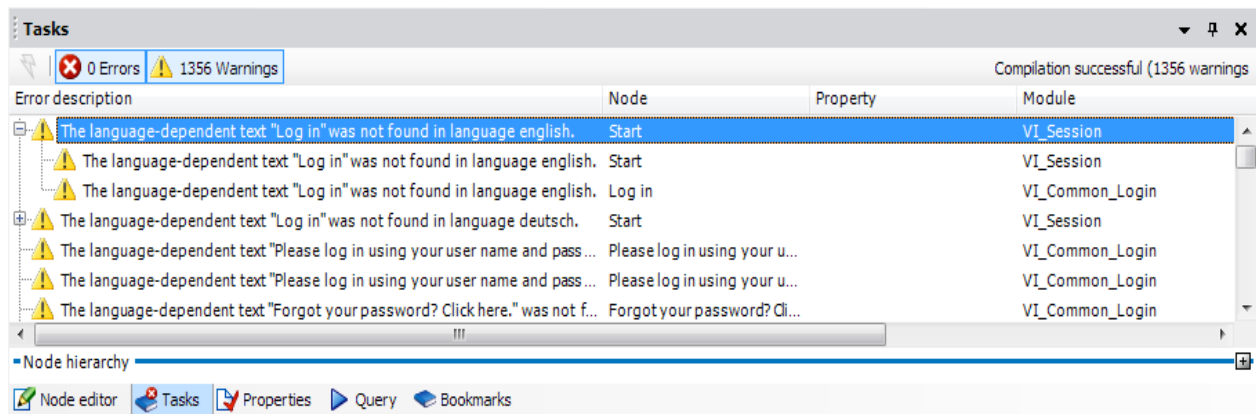 Tasks
0 Errors 1356 Warnings Compilation successful (1356 warnings
Error description Node Property Module
The language-dependent text "Log in" was not found in language english. Start VI_Session
The language-dependent text "Log in" was not found in language english. Start VI_Session
The language-dependent text "Log in" was not found in language english. Log in VI_Common_Login
The language-dependent text "Log in" was not found in language deutsch. Start VI_Session
The language-dependent text "Please log in using your user name and pass... Please log in using your u... VI_Common_Login
The language-dependent text "Please log in using your user name and pass... Please log in using your u... VI_Common_Login
The language-dependent text "Forgot your password? Click here." was not f... Forgot your password? Cli... VI_Common_Login
Node hierarchy
Node editor Tasks Properties Query Bookmarks